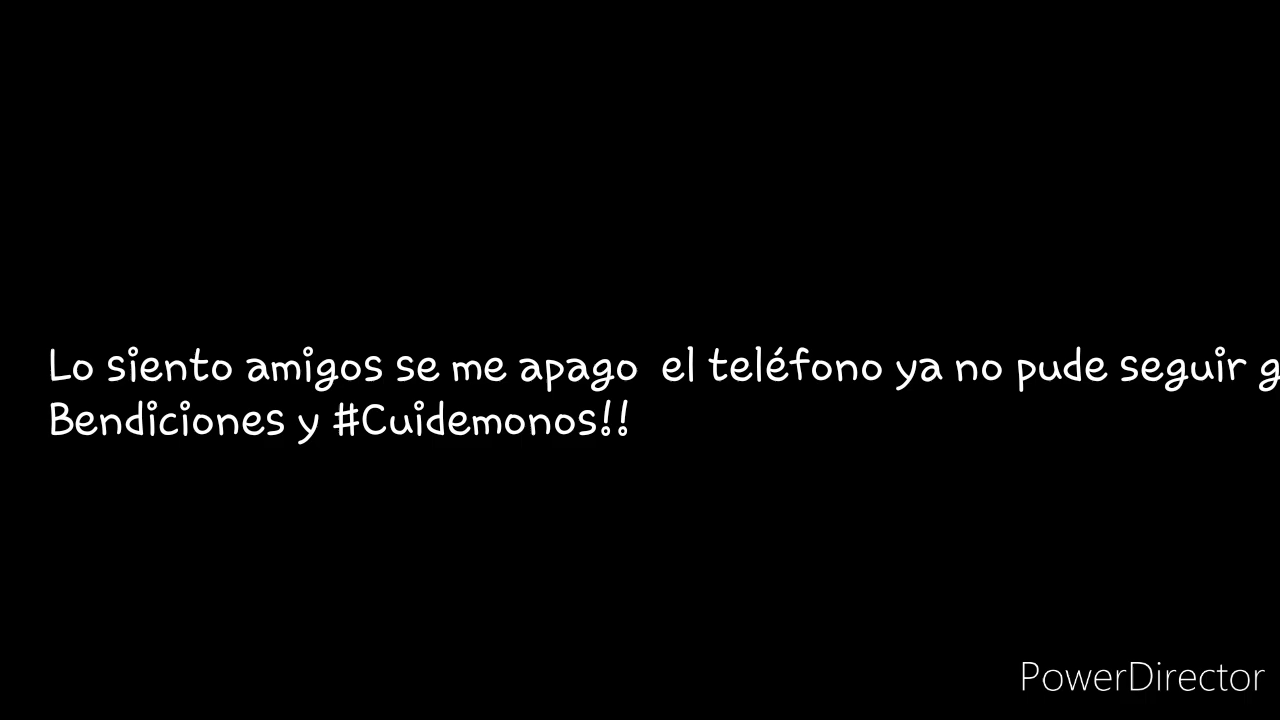 Lo siento amigos se me apago el teléfono ya no pude seguir g
Bendiciones y #Cuidemonos!!
PowerDirector